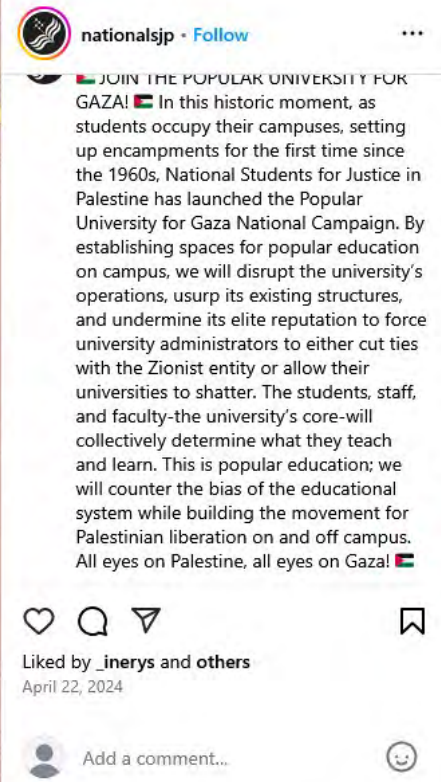 nationalsjp • Follow
🇵🇸 JOIN THE POPULAR UNIVERSITY FOR
GAZA! 🇵🇸 In this historic moment, as
students occupy their campuses, setting
up encampments for the first time since
the 1960s, National Students for Justice in
Palestine has launched the Popular
University for Gaza National Campaign. By
establishing spaces for popular education
on campus, we will disrupt the university's
operations, usurp its existing structures,
and undermine its elite reputation to force
university administrators to either cut ties
with the Zionist entity or allow their
universities to shatter. The students, staff,
and faculty-the university's core-will
collectively determine what they teach
and learn. This is popular education; we
will counter the bias of the educational
system while building the movement for
Palestinian liberation on and off campus.
All eyes on Palestine, all eyes on Gaza! 🇵🇸
Liked by _inerys and others
April 22, 2024
Add a comment...